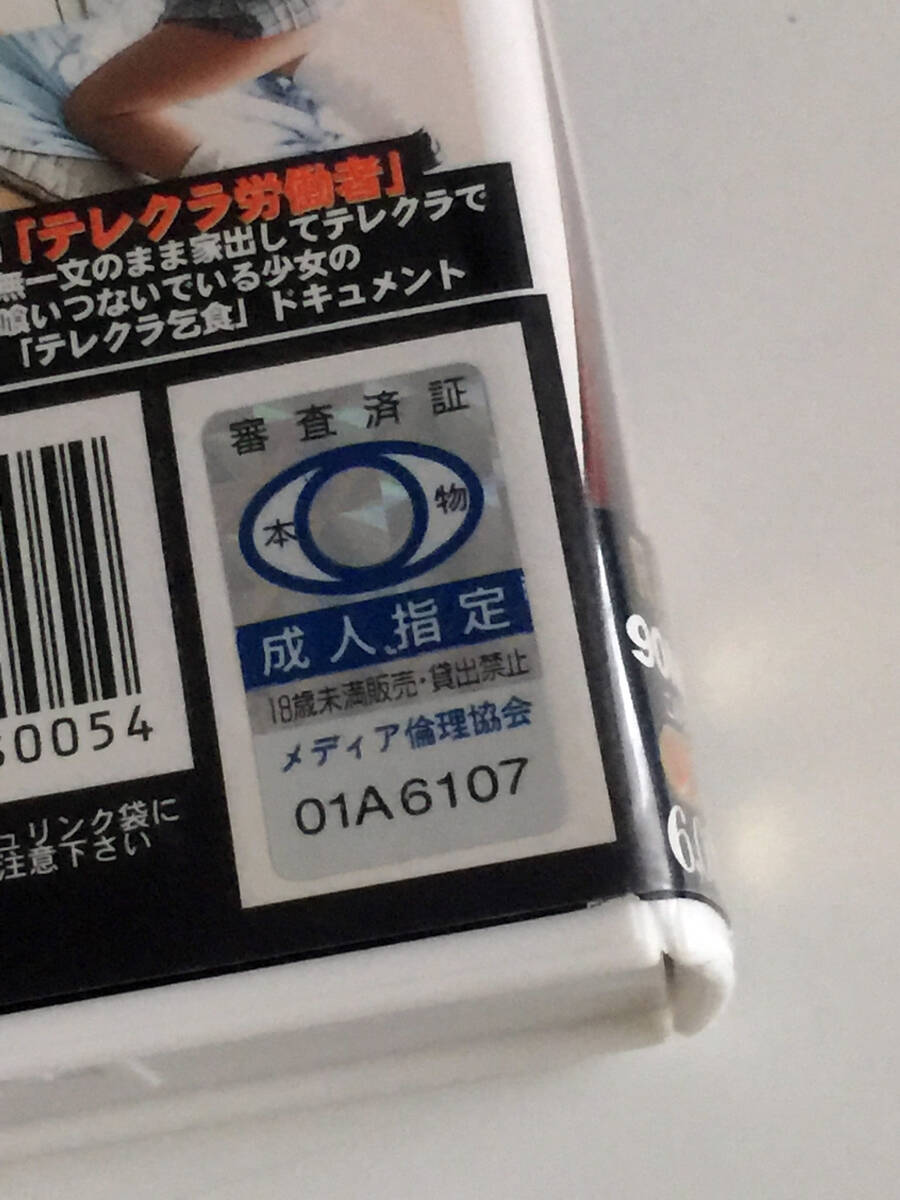 「テレクラ労働者」
無一文のまま家出してテレクラで
喰いつないでいる少女の
「テレクラ乞食」ドキュメント
審査済証
本物
成人指定
18歳未満販売・貸出禁止
メディア倫理協会
01A6107
0054
リンク袋に
注意下さい
90